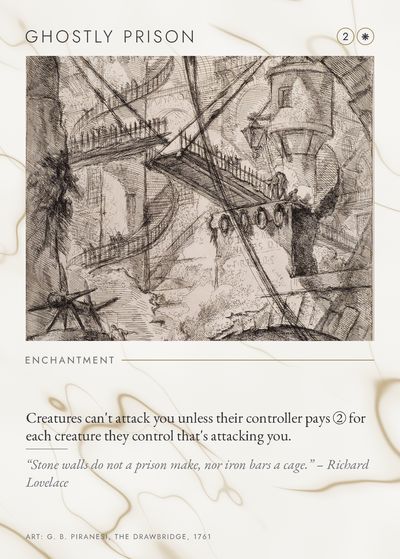 GHOSTLY PRISON 2
ENCHANTMENT
Creatures can't attack you unless their controller pays ② for
each creature they control that's attacking you.
“Stone walls do not a prison make, nor iron bars a cage.” – Richard
Lovelace
ART: G. B. PIRANESI, THE DRAWBRIDGE, 1761